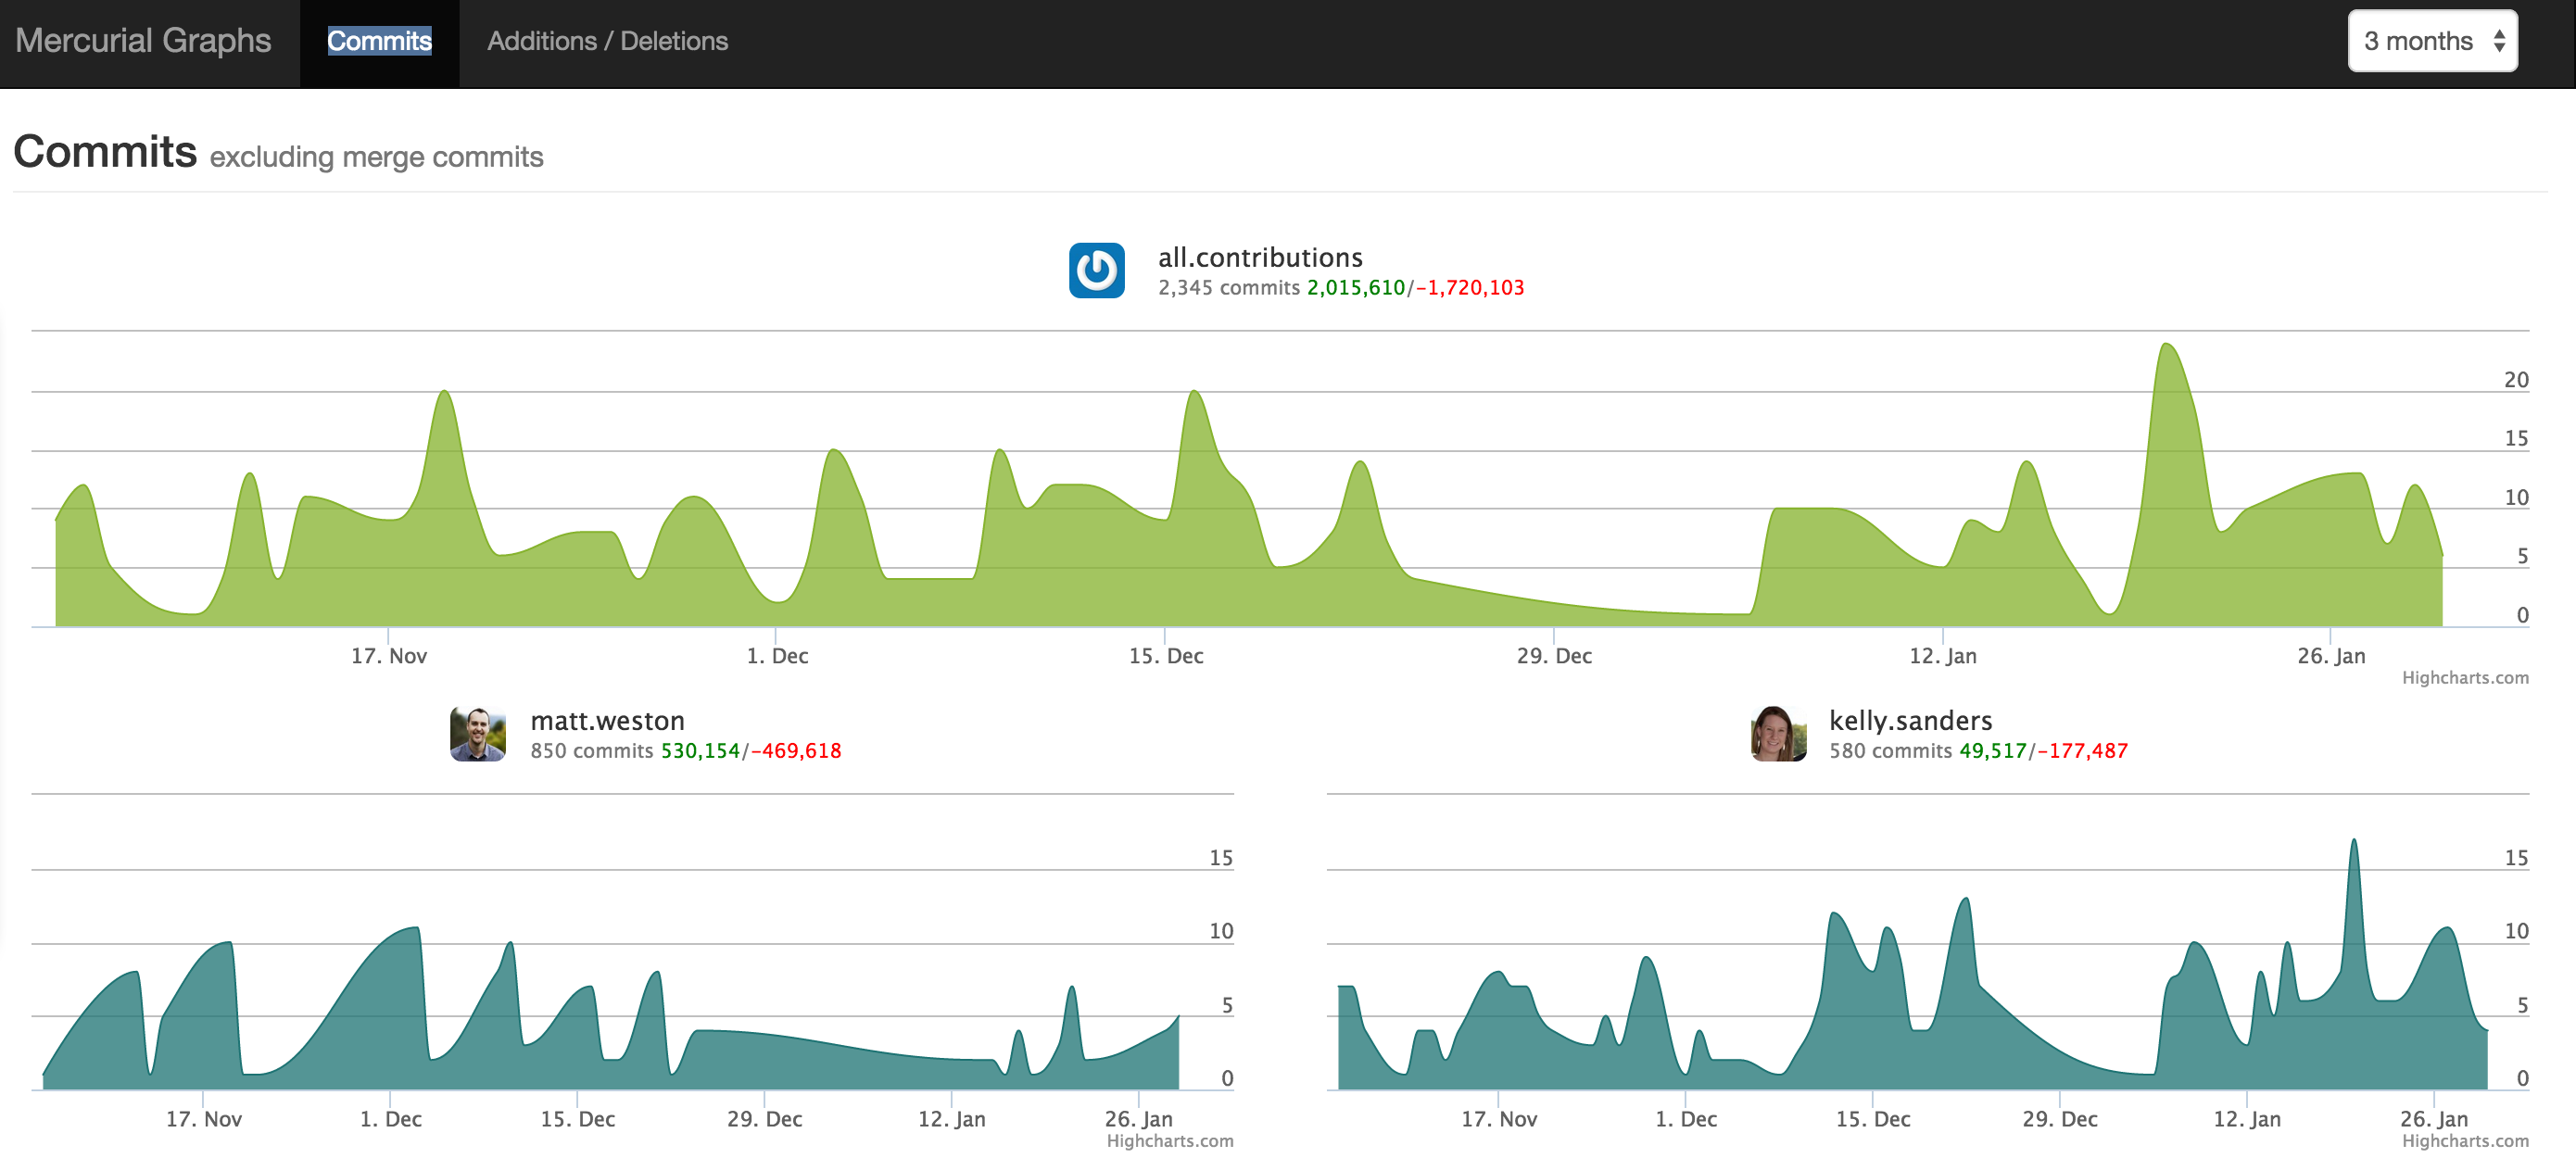 Mercurial Graphs Commits Additions / Deletions 3 months
Commits excluding merge commits
all.contributions
2,345 commits 2,015,610/−1,720,103
20
15
10
5
0
17. Nov 1. Dec 15. Dec 29. Dec 12. Jan 26. Jan
Highcharts.com
matt.weston
850 commits 530,154/−469,618
15
10
5
0
17. Nov 1. Dec 15. Dec 29. Dec 12. Jan 26. Jan
Highcharts.com
kelly.sanders
580 commits 49,517/−177,487
15
10
5
0
17. Nov 1. Dec 15. Dec 29. Dec 12. Jan 26. Jan
Highcharts.com